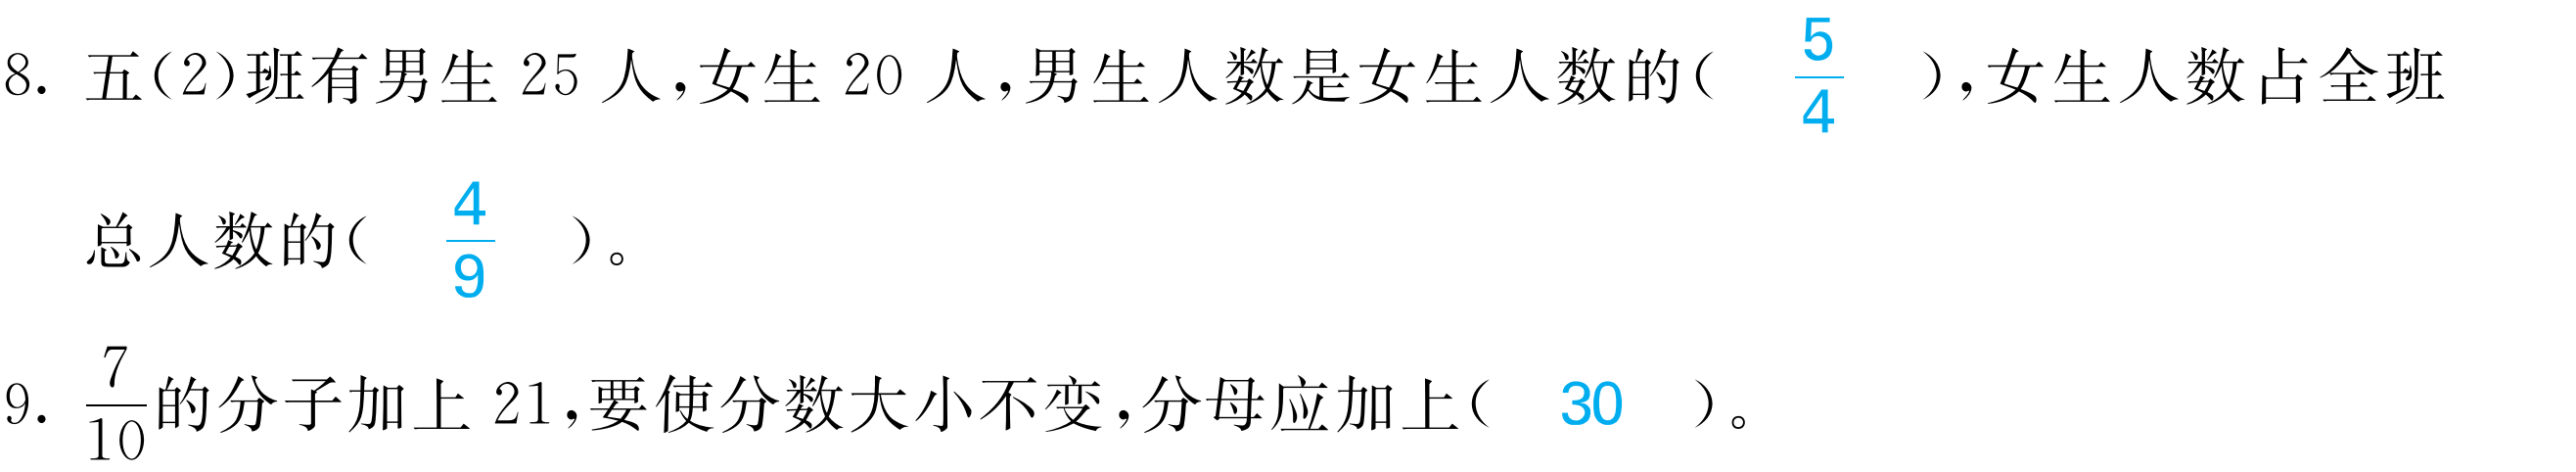 8. 五(2)班有男生 25 人,女生 20 人,男生人数是女生人数的( 5/4 ),女生人数占全班
总人数的( 4/9 )。
9. 7/10的分子加上 21,要使分数大小不变,分母应加上( 30 )。